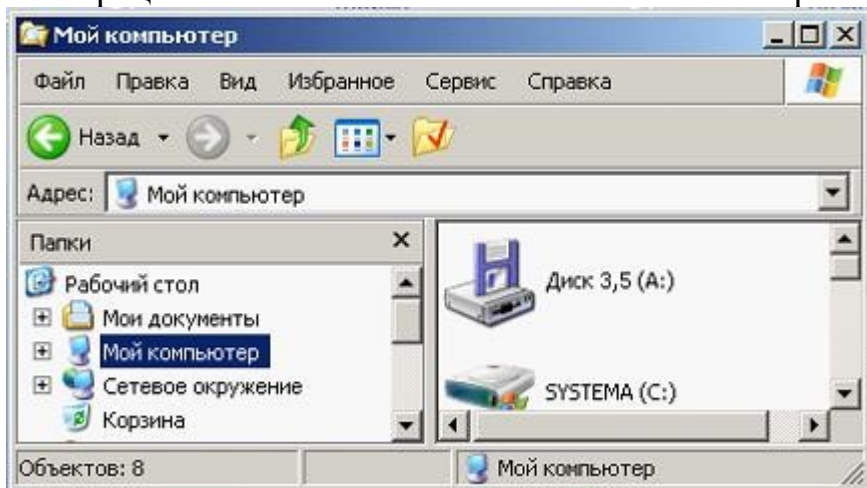 Мой компьютер
Файл Правка Вид Избранное Сервис Справка
Назад
Адрес: Мой компьютер
Папки
Рабочий стол
Мои документы
Мой компьютер
Сетевое окружение
Корзина
Диск 3,5 (A:)
SYSTEMA (C:)
Объектов: 8
Мой компьютер